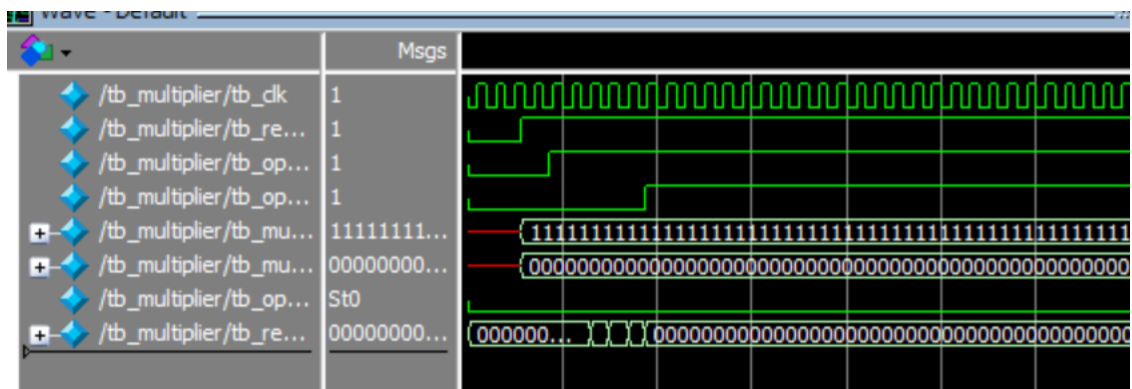 Wave - Default
Msgs
/tb_multiplier/tb_clk 1
/tb_multiplier/tb_re... 1
/tb_multiplier/tb_op... 1
/tb_multiplier/tb_op... 1
/tb_multiplier/tb_mu... 11111111...
/tb_multiplier/tb_mu... 00000000...
/tb_multiplier/tb_op... St0
/tb_multiplier/tb_re... 00000000... 000000...